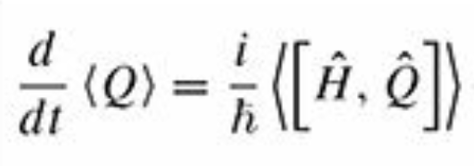 d/dt ⟨Q⟩ = i/ħ ⟨[Ĥ, Q̂]⟩